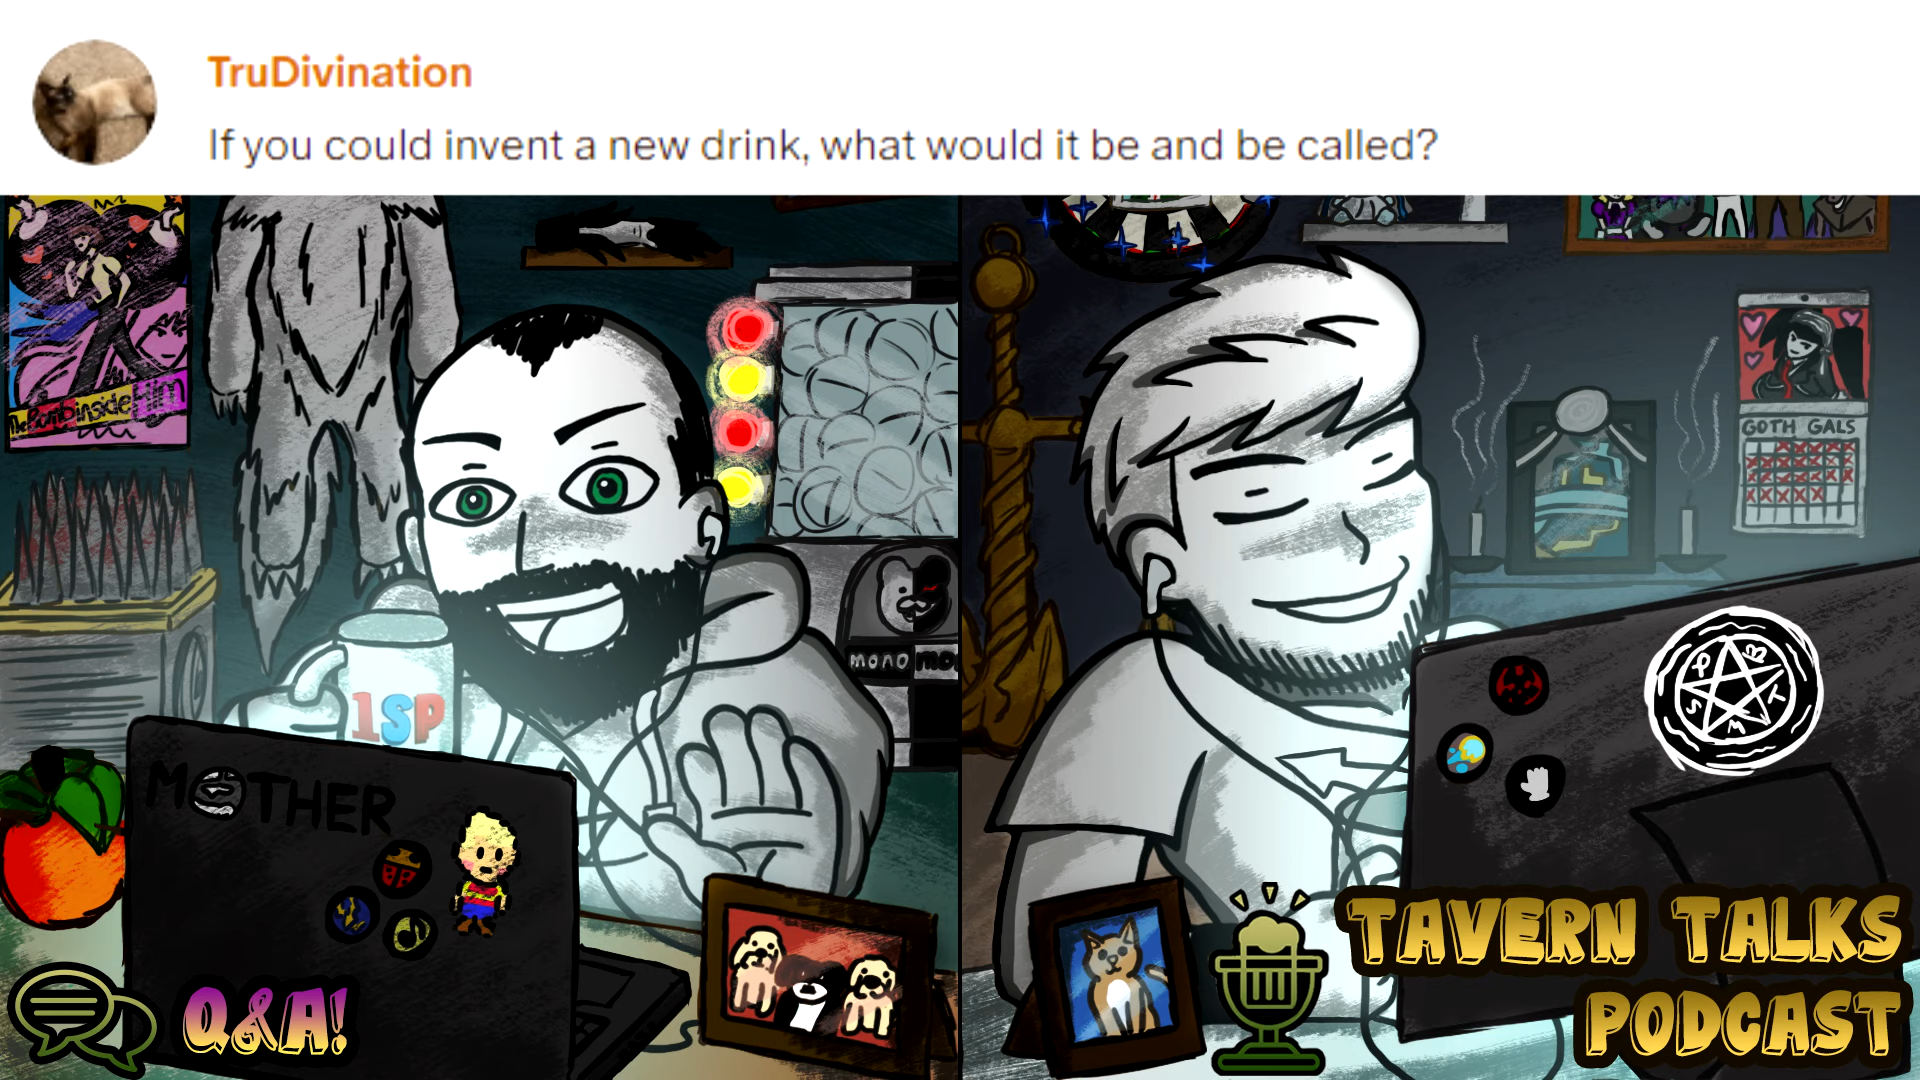 TruDivination
If you could invent a new drink, what would it be and be called?
Him
GOTH GALS
1SP
MONO
MOTHER
Q&A!
TAVERN TALKS
PODCAST